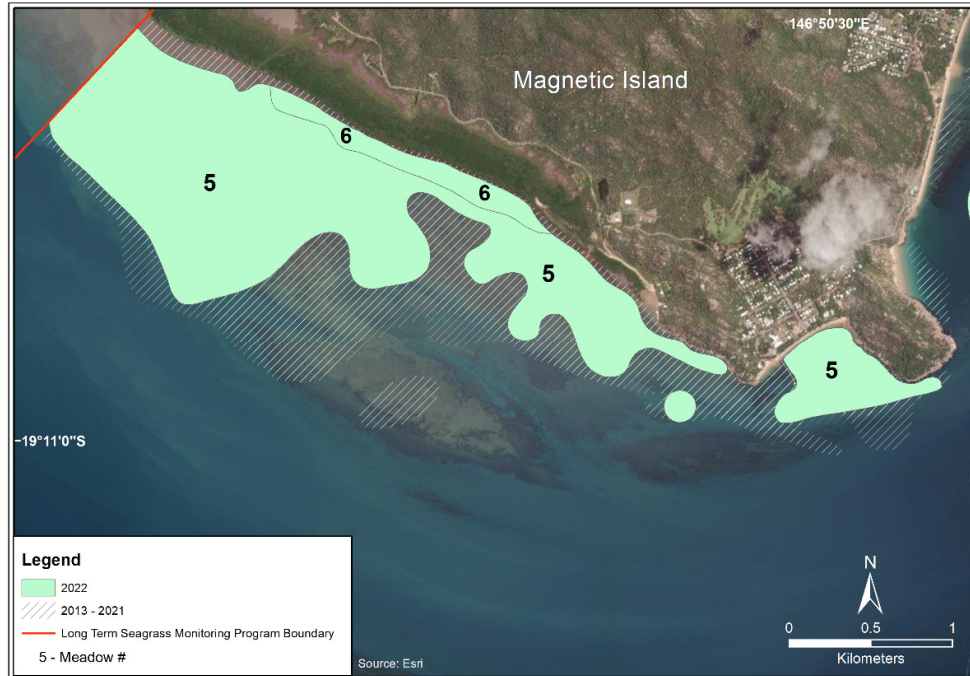 146°50'30"E
Magnetic Island
6
5
6
5
5
-19°11'0"S
Legend
2022
2013 - 2021
Long Term Seagrass Monitoring Program Boundary
5 - Meadow #
Source: Esri
N
0 0.5 1
Kilometers